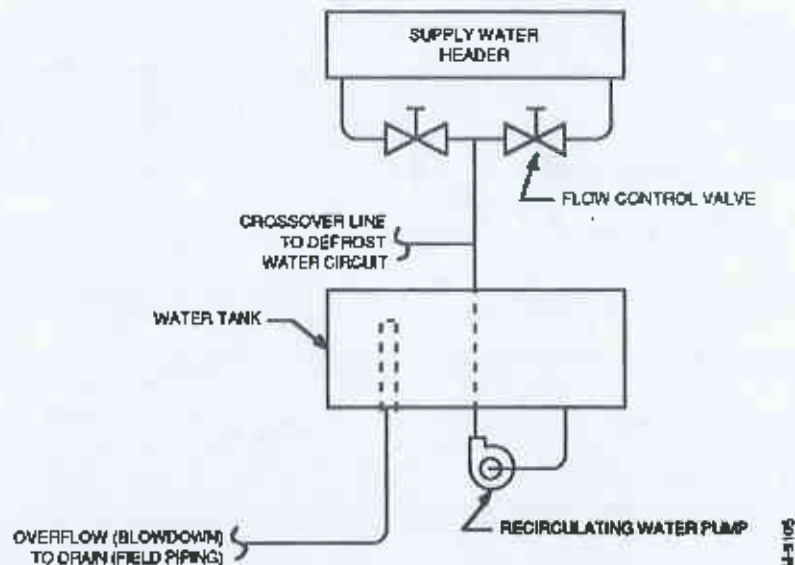 SUPPLY WATER
HEADER
FLOW CONTROL VALVE
CROSSOVER LINE
TO DEFROST
WATER CIRCUIT
WATER TANK
RECIRCULATING WATER PUMP
OVERFLOW (BLOWDOWN)
TO DRAIN (FIELD PIPING)